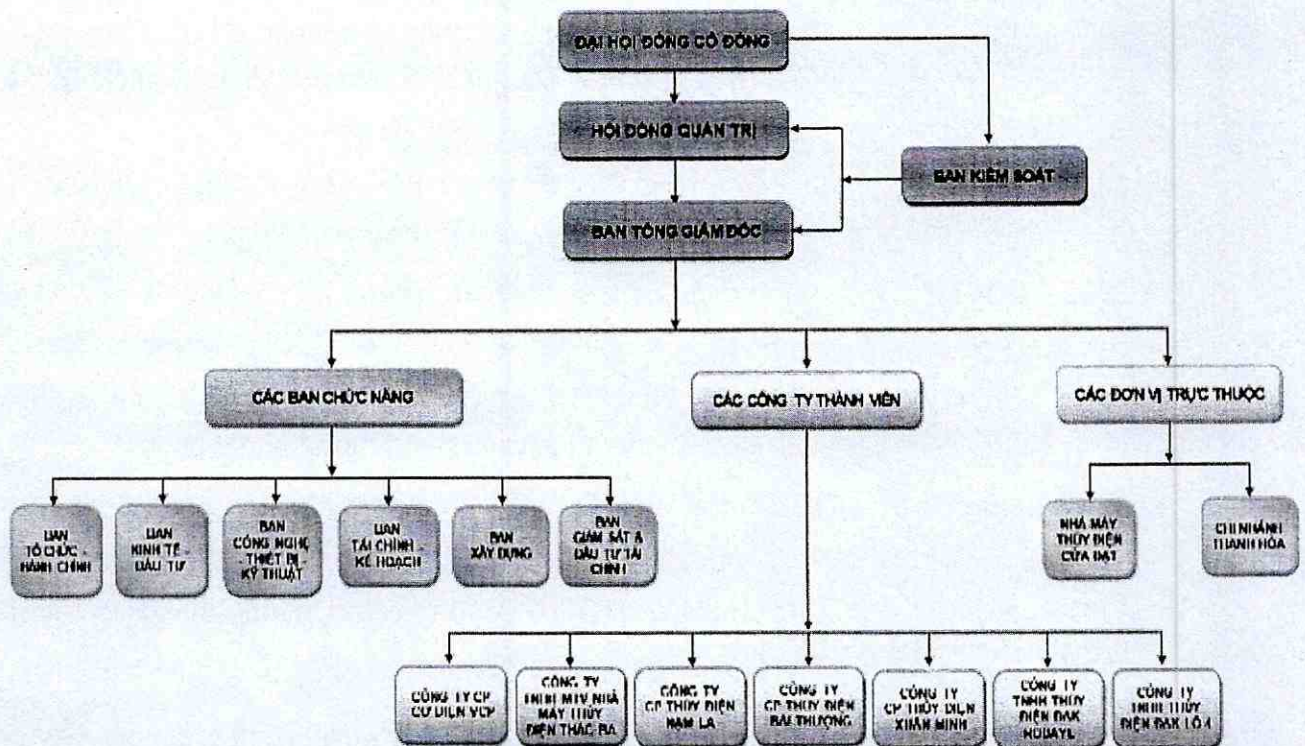 ĐẠI HỘI ĐỒNG CỔ ĐÔNG
HỘI ĐỒNG QUẢN TRỊ
BAN KIỂM SOÁT
BAN TỔNG GIÁM ĐỐC
CÁC BAN CHỨC NĂNG
CÁC CÔNG TY THÀNH VIÊN
CÁC ĐƠN VỊ TRỰC THUỘC
BAN
TỔ CHỨC -
HÀNH CHÍNH
BAN
KINH TẾ -
ĐẦU TƯ
BAN
CÔNG NGHỆ
- THIẾT BỊ -
KỸ THUẬT
BAN
TÀI CHÍNH -
KẾ HOẠCH
BAN
XÂY DỰNG
BAN
GIÁM SÁT &
ĐẦU TƯ TÀI
CHÍNH
NHÀ MÁY
THỦY ĐIỆN
CỬA ĐẠT
CHI NHÁNH
THANH HÓA
CÔNG TY CP
CƠ ĐIỆN VCP
CÔNG TY
TNHH MTV NHÀ
MÁY THỦY
ĐIỆN THÁC BA
CÔNG TY
CP THỦY ĐIỆN
NẬM LA
CÔNG TY
CP THỦY ĐIỆN
BÁI THƯỢNG
CÔNG TY
CP THỦY ĐIỆN
XUÂN MINH
CÔNG TY
TNHH THỦY
ĐIỆN ĐAK
CÔNG TY
TNHH THỦY
ĐIỆN ĐAK LÔ 4